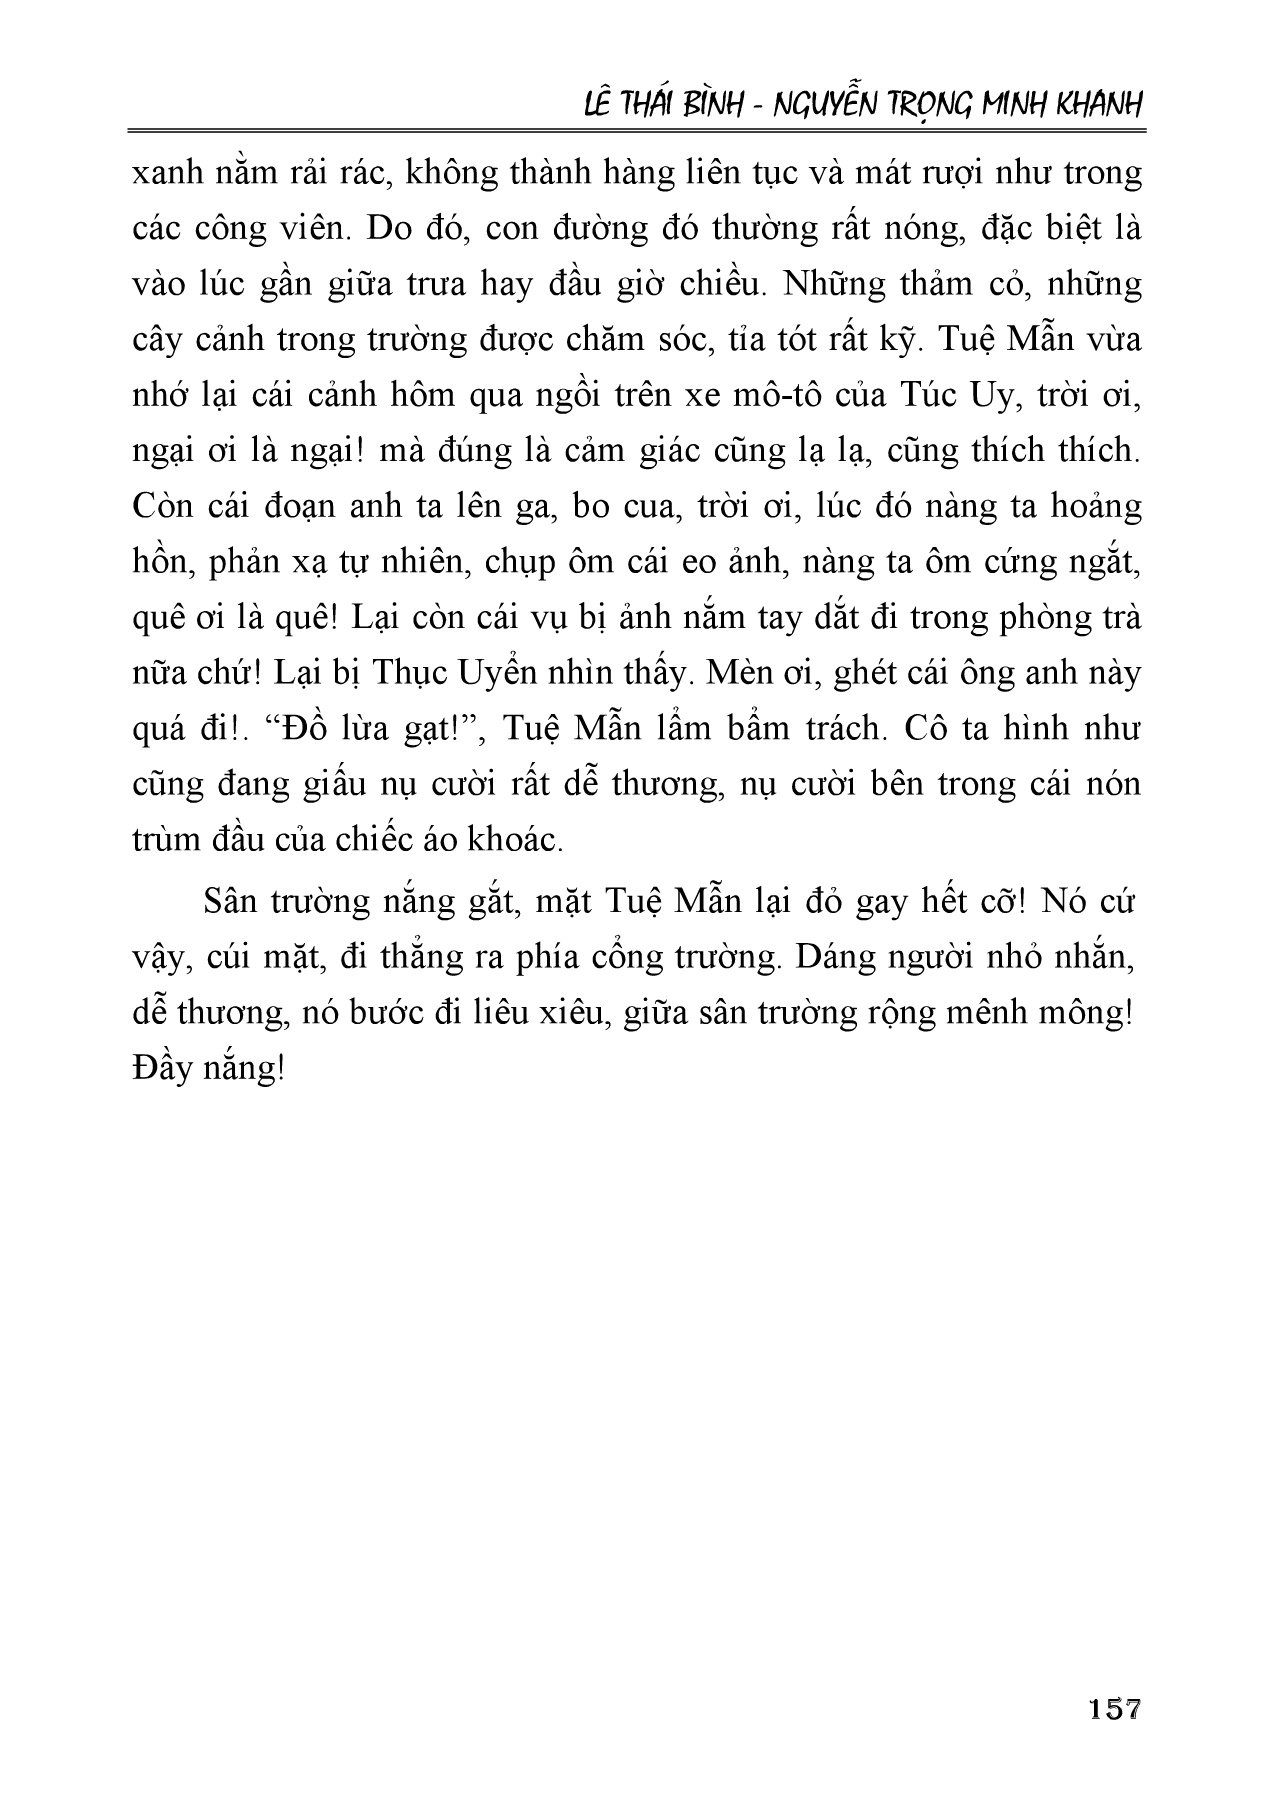 LÊ THÁI BÌNH - NGUYỄN TRỌNG MINH KHANH
xanh nằm rải rác, không thành hàng liên tục và mát rượi như trong
các công viên. Do đó, con đường đó thường rất nóng, đặc biệt là
vào lúc gần giữa trưa hay đầu giờ chiều. Những thảm cỏ, những
cây cảnh trong trường được chăm sóc, tỉa tót rất kỹ. Tuệ Mẫn vừa
nhớ lại cái cảnh hôm qua ngồi trên xe mô-tô của Túc Uy, trời ơi,
ngại ơi là ngại! mà đúng là cảm giác cũng lạ lạ, cũng thích thích.
Còn cái đoạn anh ta lên ga, bo cua, trời ơi, lúc đó nàng ta hoảng
hồn, phản xạ tự nhiên, chụp ôm cái eo ảnh, nàng ta ôm cứng ngắt,
quê ơi là quê! Lại còn cái vụ bị ảnh nắm tay dắt đi trong phòng trà
nữa chứ! Lại bị Thục Uyển nhìn thấy. Mèn ơi, ghét cái ông anh này
quá đi!. “Đồ lừa gạt!”, Tuệ Mẫn lẩm bẩm trách. Cô ta hình như
cũng đang giấu nụ cười rất dễ thương, nụ cười bên trong cái nón
trùm đầu của chiếc áo khoác.
Sân trường nắng gắt, mặt Tuệ Mẫn lại đỏ gay hết cỡ! Nó cứ
vậy, cúi mặt, đi thẳng ra phía cổng trường. Dáng người nhỏ nhắn,
dễ thương, nó bước đi liêu xiêu, giữa sân trường rộng mênh mông!
Đầy nắng!
157